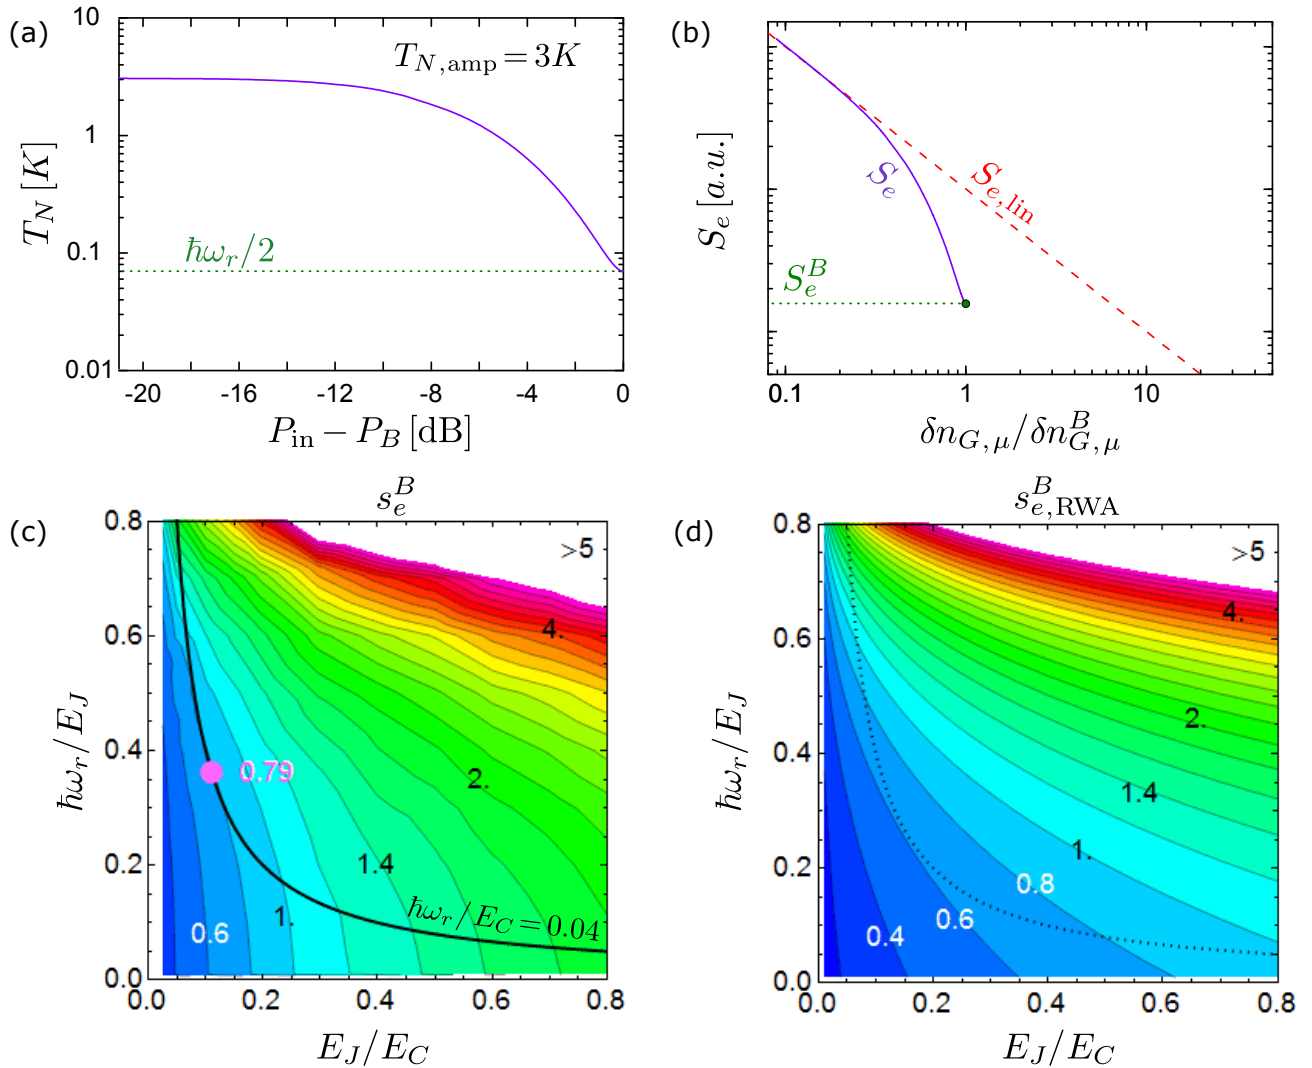 (a)
10
1
0.1
0.01
T_N [K]
T_{N,amp} = 3K
ħω_r/2
-20 -16 -12 -8 -4 0
P_in − P_B [dB]
(b)
S_e [a.u.]
S_e
S_{e,lin}
S_e^B
0.1 1 10
δn_{G,μ}/δn_{G,μ}^B
(c)
s_e^B
0.8
0.6
0.4
0.2
0.0
ħω_r/E_J
>5
4.
0.79
2.
1.4
1.
0.6
ħω_r/E_C = 0.04
0.0 0.2 0.4 0.6 0.8
E_J/E_C
(d)
s_{e,RWA}^B
0.8
0.6
0.4
0.2
0.0
ħω_r/E_J
>5
4.
2.
1.4
1.
0.8
0.6
0.4
0.0 0.2 0.4 0.6 0.8
E_J/E_C